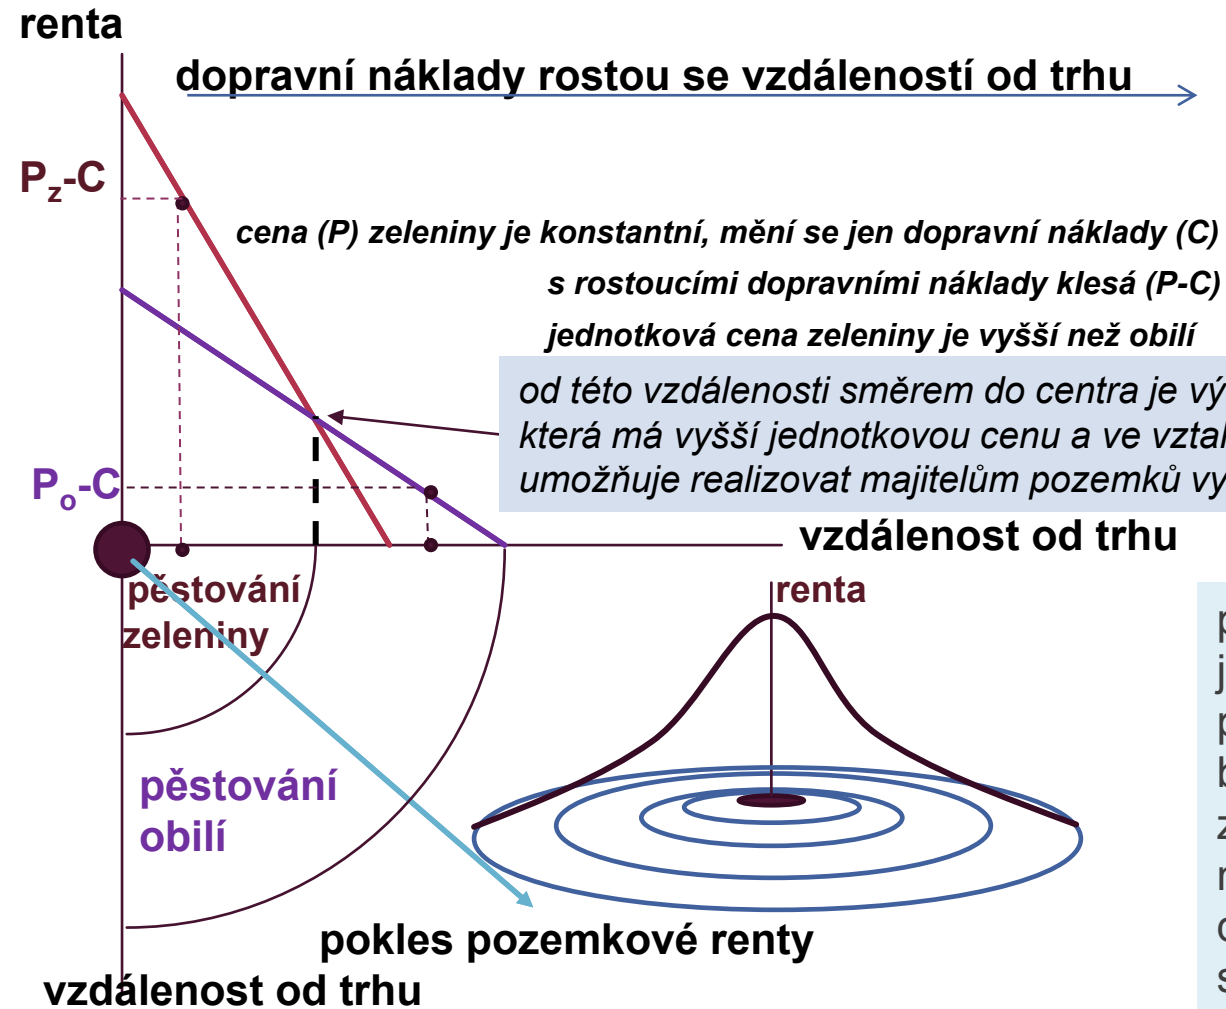 renta
dopravní náklady rostou se vzdáleností od trhu
Pz-C
cena (P) zeleniny je konstantní, mění se jen dopravní náklady (C)
s rostoucími dopravními náklady klesá (P-C)
jednotková cena zeleniny je vyšší než obilí
od této vzdálenosti směrem do centra je vý
která má vyšší jednotkovou cenu a ve vzta
umožňuje realizovat majitelům pozemků vy
Po-C
vzdálenost od trhu
pěstování
zeleniny
renta
pěstování
obilí
pokles pozemkové renty
vzdálenost od trhu